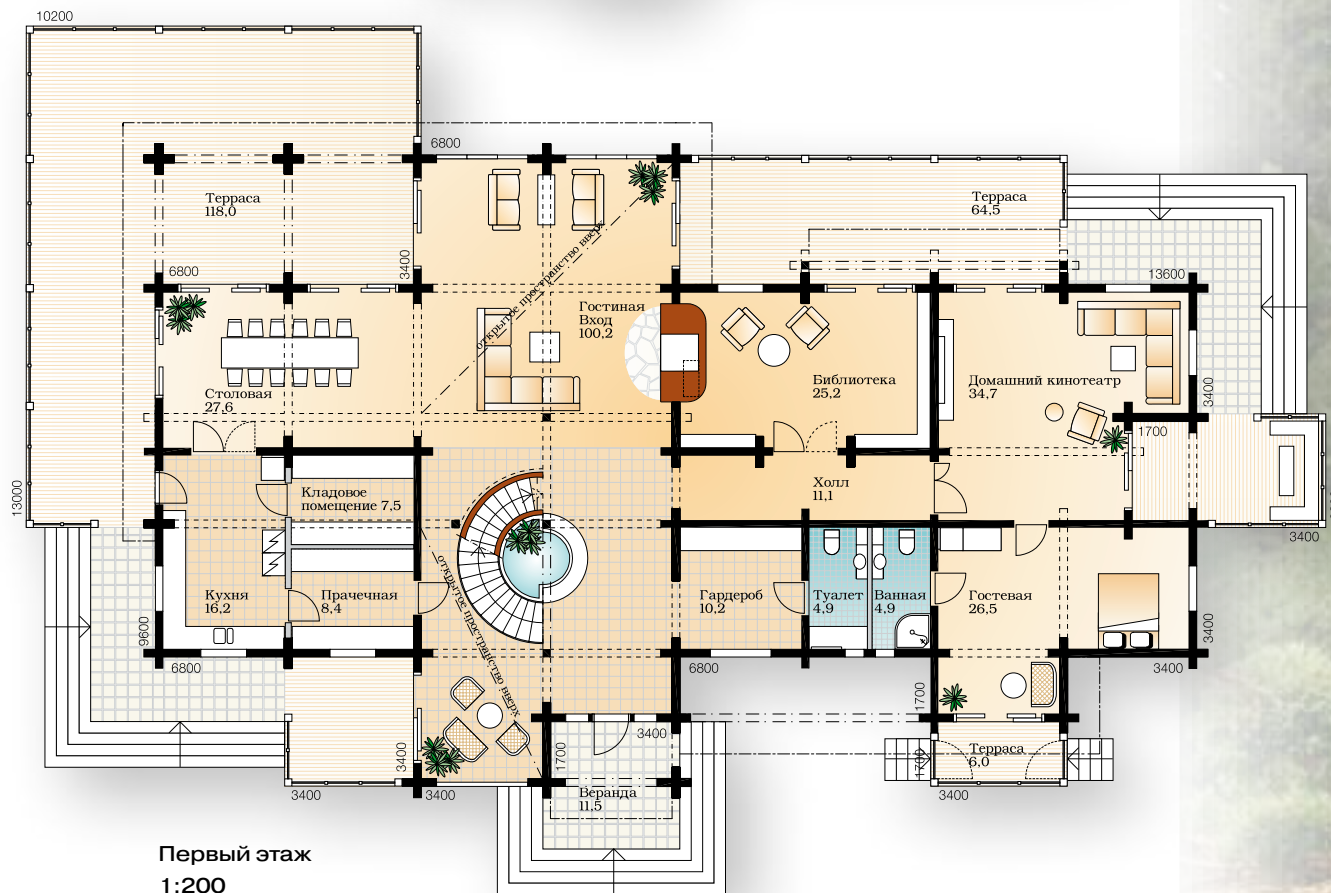 10200
6800
Терраса
118,0
Терраса
64,5
6800
3400
13600
открытое пространство вверх
Гостиная
Вход
100,2
Столовая
27,6
Библиотека
25,2
Домашний кинотеатр
34,7
3400
1700
Кладовое
помещение 7,5
Холл
11,1
13000
3400
Кухня
16,2
Прачечная
8,4
открытое пространство вверх
Гардероб
10,2
Туалет
4,9
Ванная
4,9
Гостевая
26,5
9600
3400
6800
6800
3400
1700
3400
1700
3400
Терраса
6,0
1700
3400
3400
Веранда
11,5
3400
Первый этаж
1:200